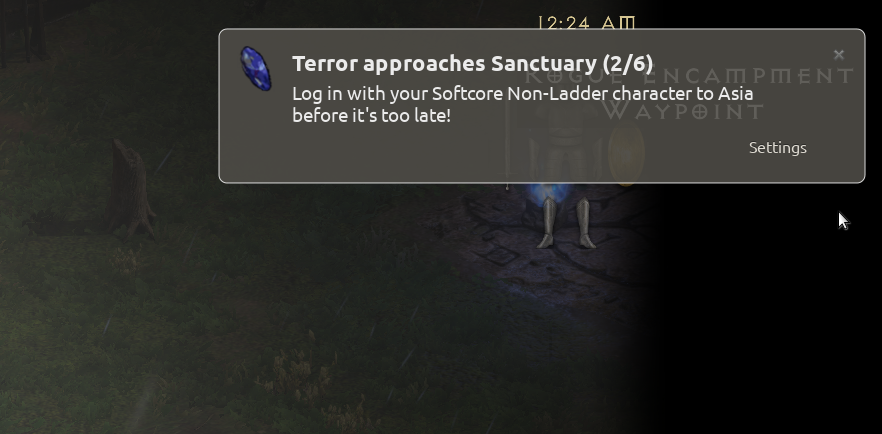 12:24 AM
Terror approaches Sanctuary (2/6)
×
Rogue Encampment
Log in with your Softcore Non-Ladder character to Asia
before it's too late!
Waypoint
Settings